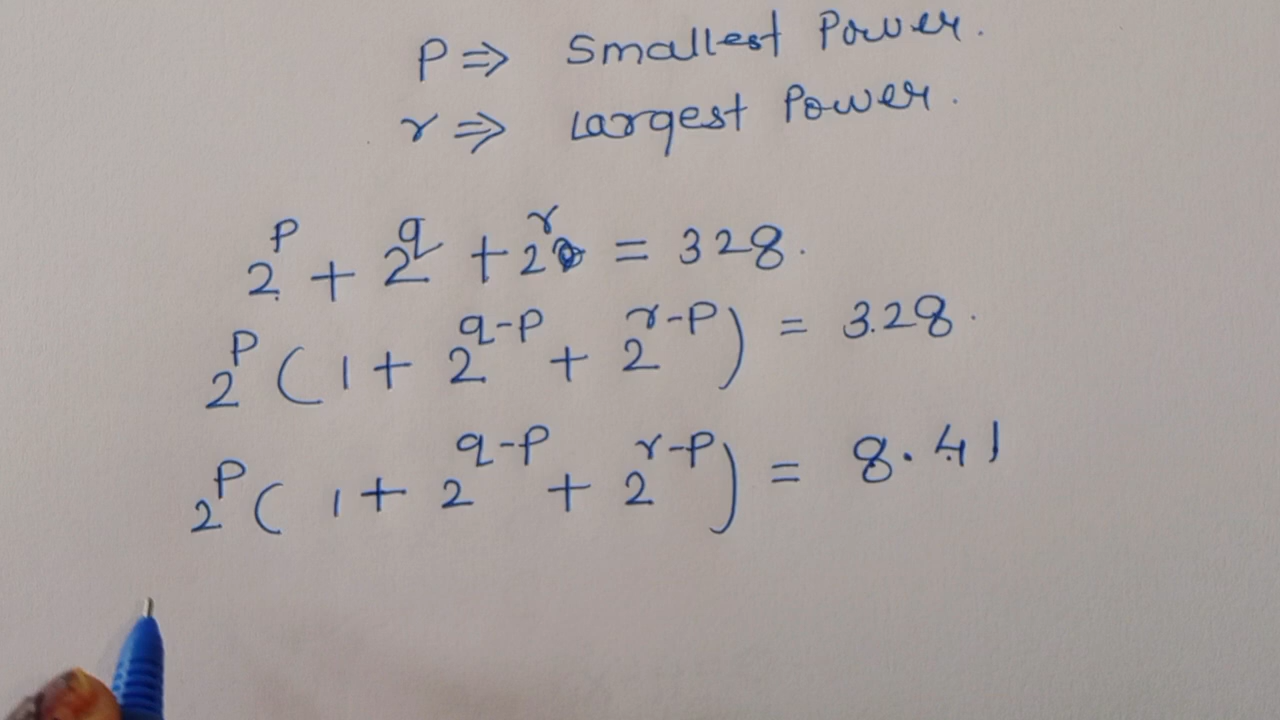 P ⇒ Smallest Power.
r ⇒ Largest Power.
2^P + 2^q + 2^r = 328.
2^P ( 1 + 2^q-P + 2^r-P ) = 328.
2^P ( 1 + 2^q-P + 2^r-P ) = 8.41